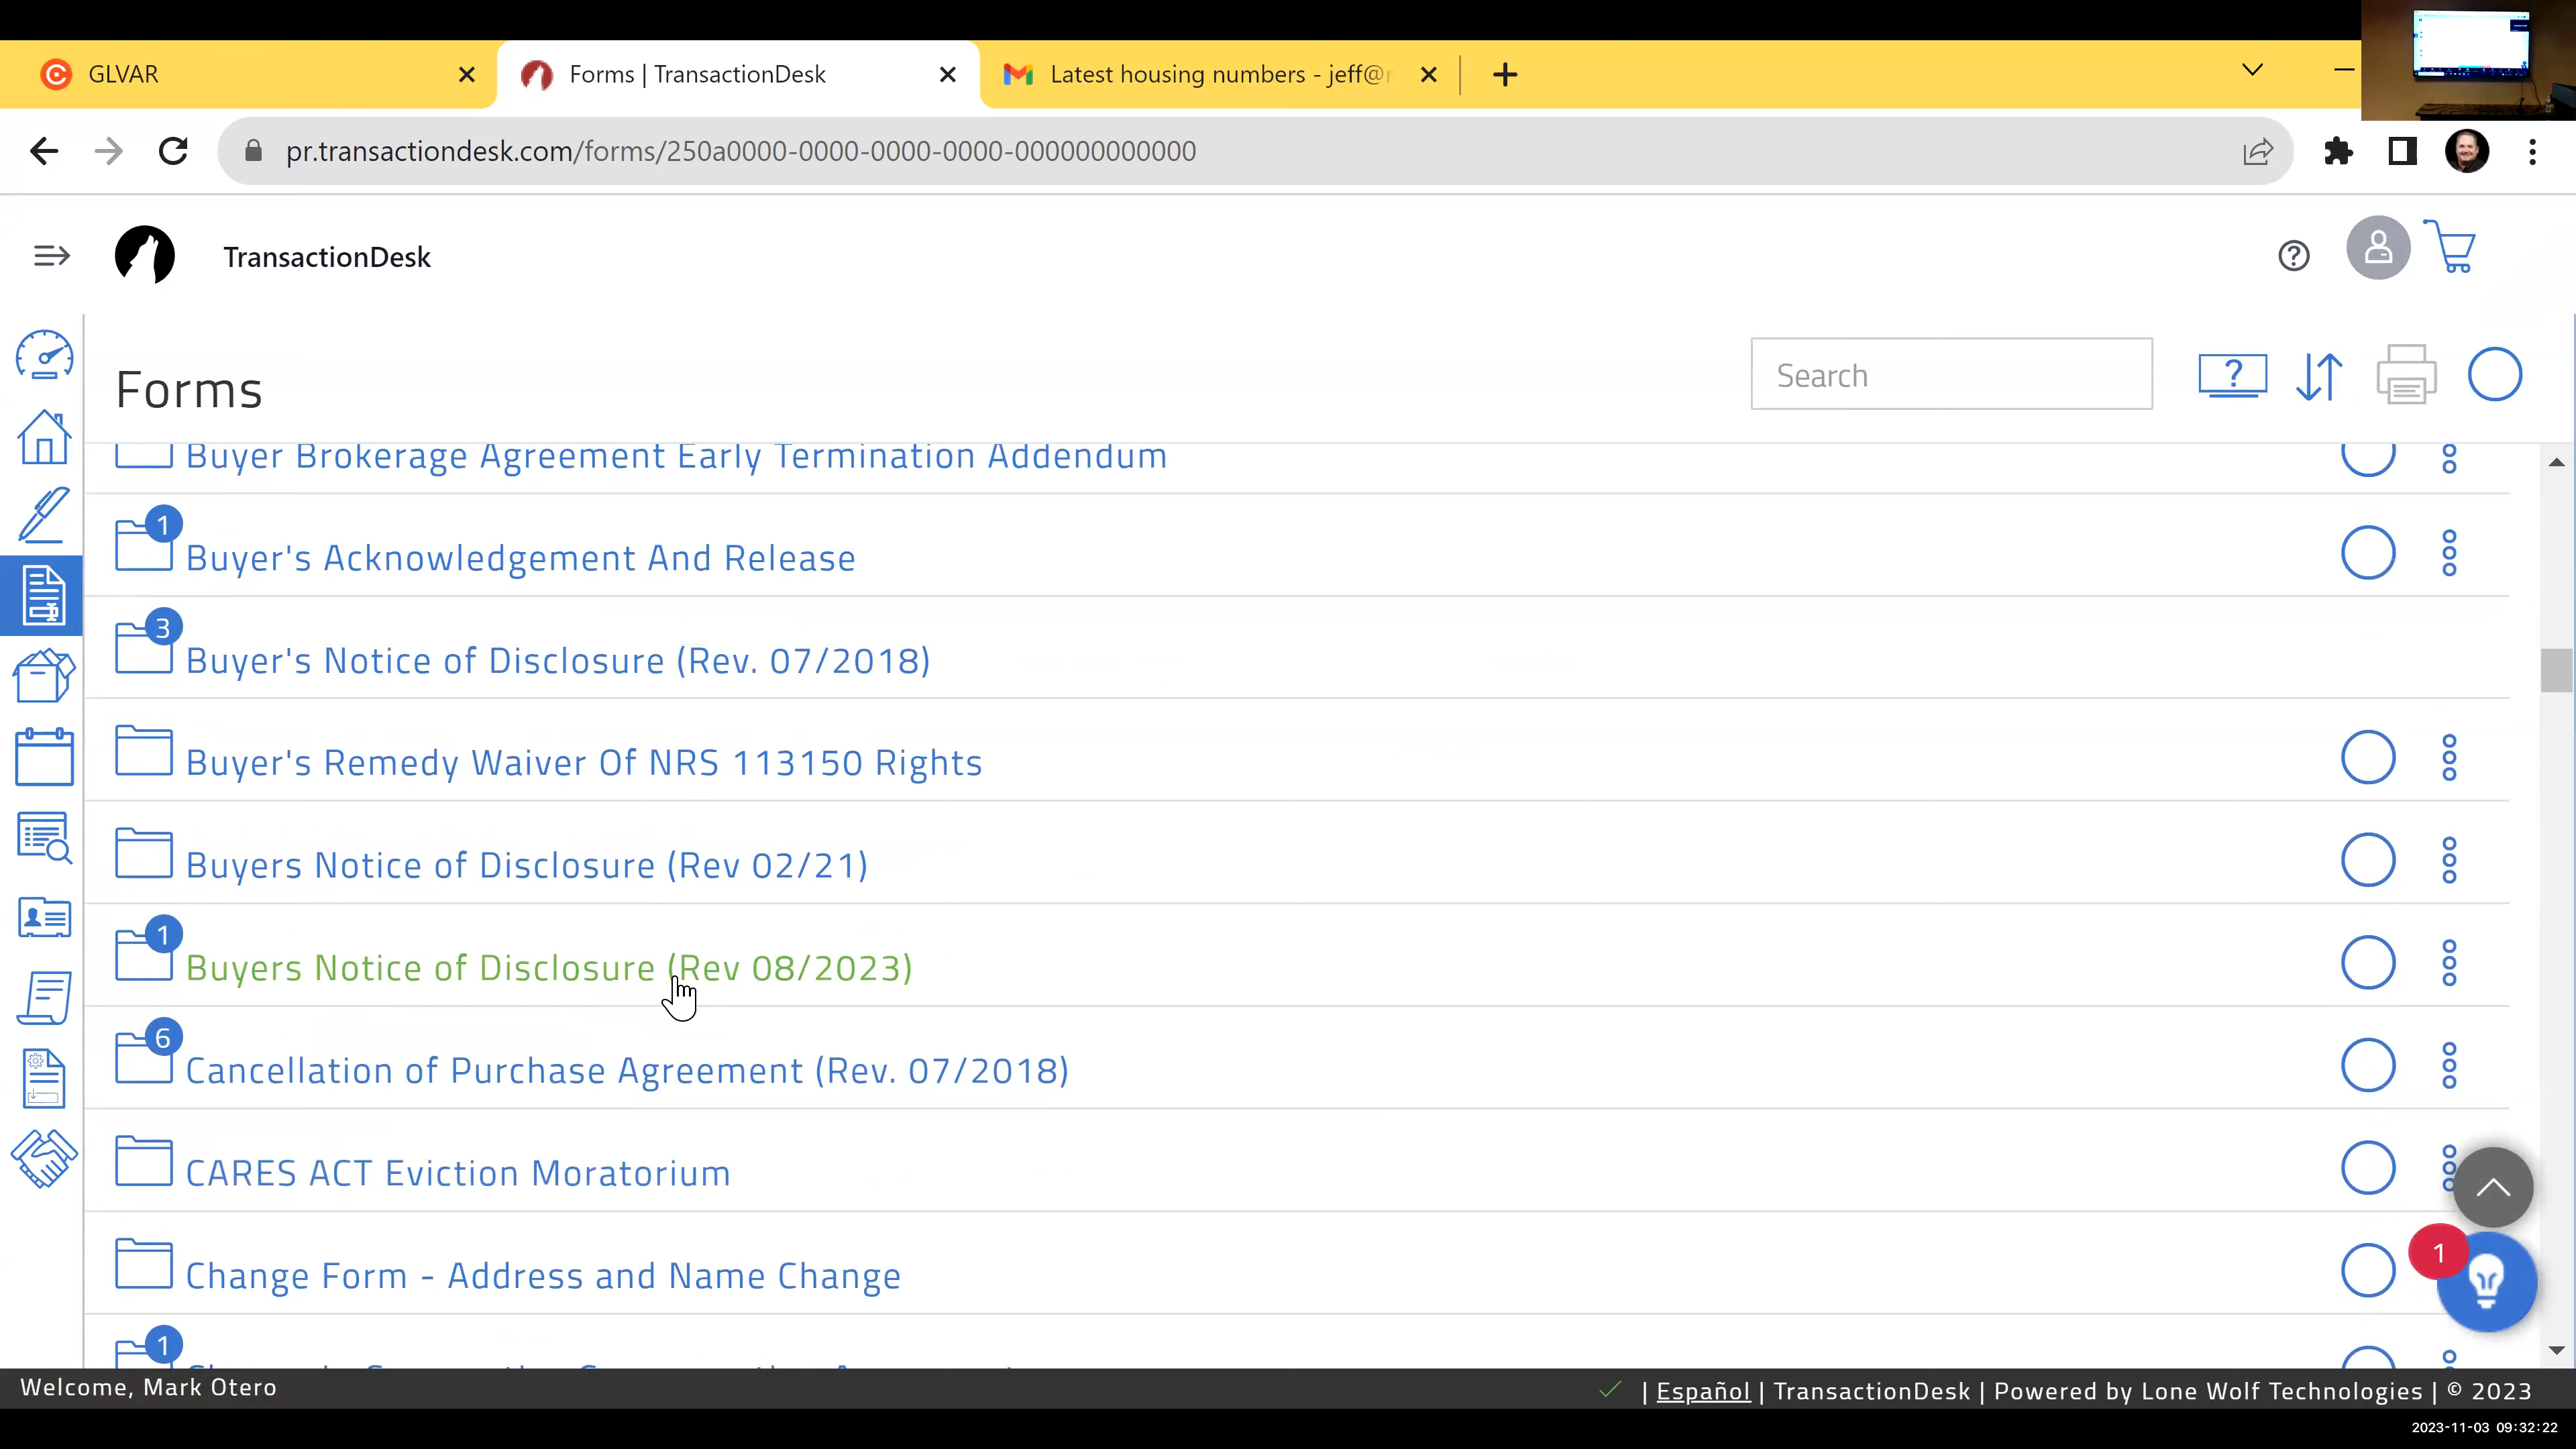 GLVAR
Forms | TransactionDesk
Latest housing numbers - jeff@
pr.transactiondesk.com/forms/250a0000-0000-0000-0000-000000000000
TransactionDesk
Forms
Search
Buyer Brokerage Agreement Early Termination Addendum
1
Buyer's Acknowledgement And Release
3
Buyer's Notice of Disclosure (Rev. 07/2018)
Buyer's Remedy Waiver Of NRS 113150 Rights
Buyers Notice of Disclosure (Rev 02/21)
1
Buyers Notice of Disclosure (Rev 08/2023)
6
Cancellation of Purchase Agreement (Rev. 07/2018)
CARES ACT Eviction Moratorium
Change Form - Address and Name Change
1
1
Welcome, Mark Otero
| Español | TransactionDesk | Powered by Lone Wolf Technologies | © 2023
2023-11-03 09:32:22